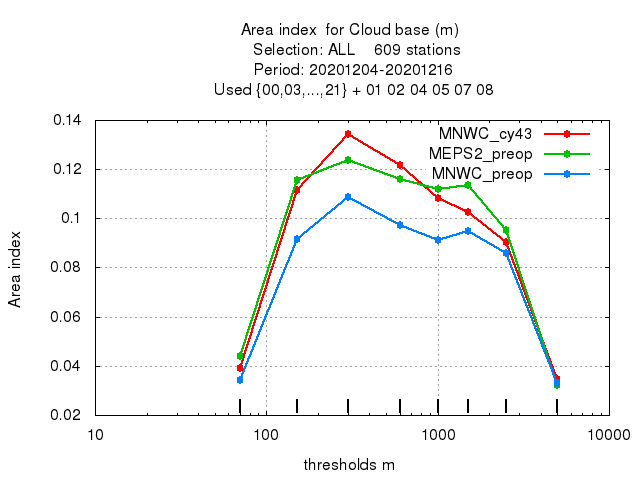 Area index  for Cloud base (m)
Selection: ALL    609 stations
Period: 20201204-20201216
Used {00,03,...,21} + 01 02 04 05 07 08
MNWC_cy43
MEPS2_preop
MNWC_preop
Area index
0.14
0.12
0.1
0.08
0.06
0.04
0.02
10
100
1000
10000
thresholds m